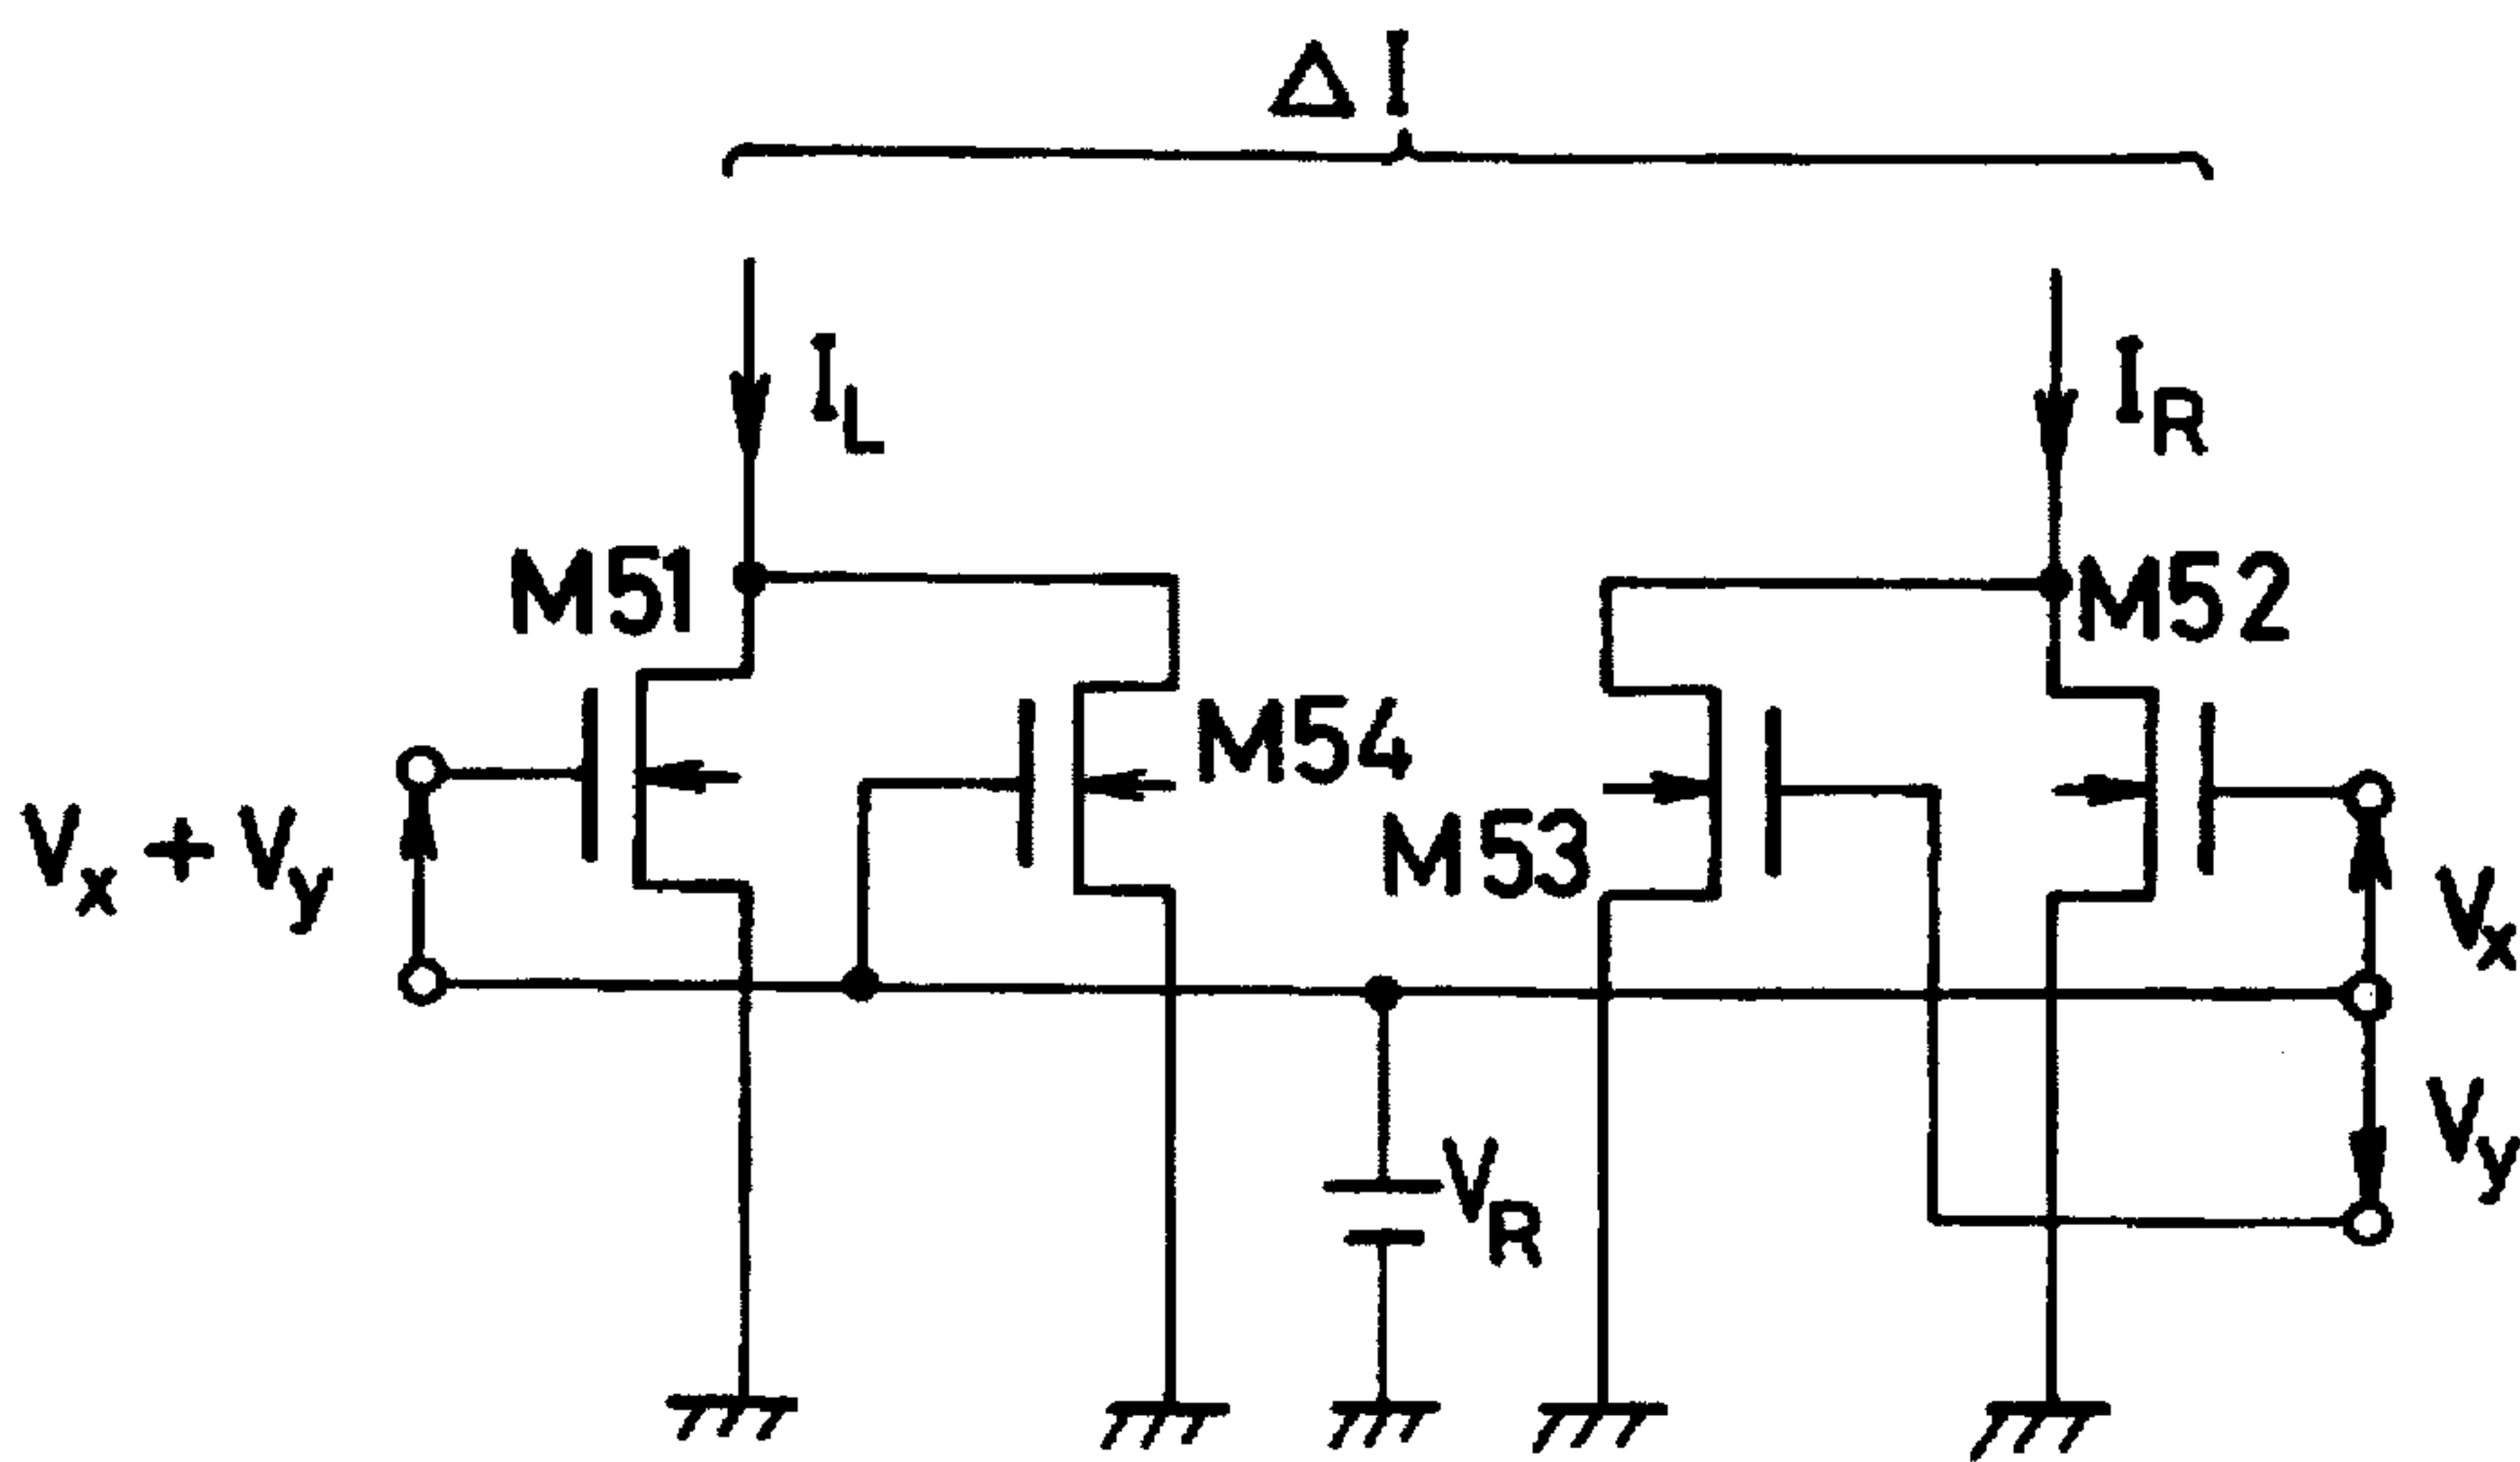 ΔI
I_L
I_R
M51
M52
M54
M53
V_x + V_y
V_x
V_y
V_R